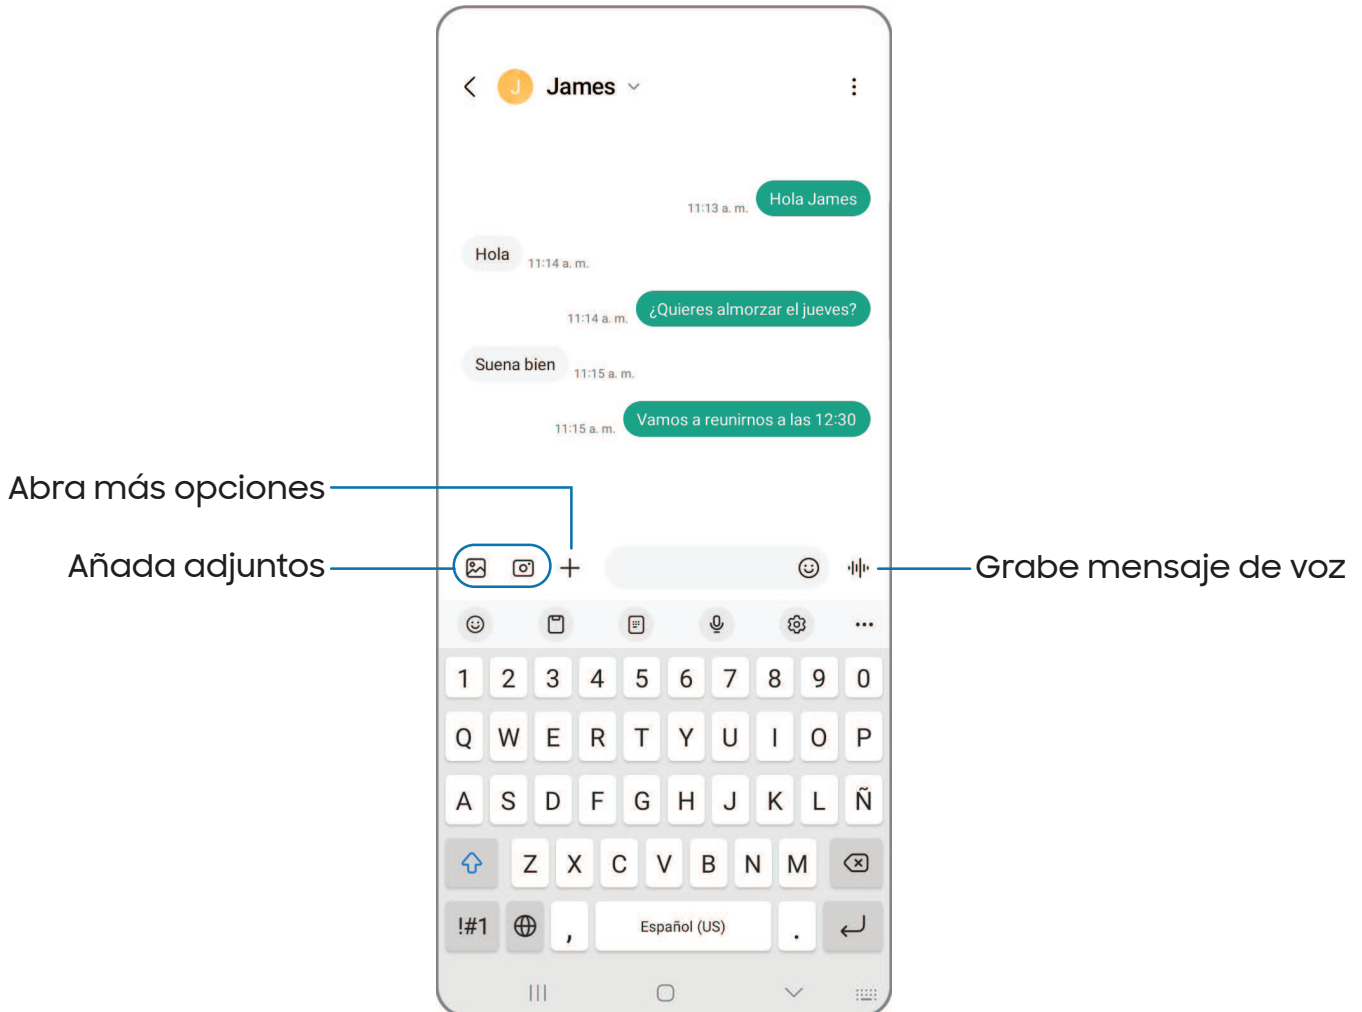 J James
11:13 a. m. Hola James
Hola 11:14 a. m.
11:14 a. m. ¿Quieres almorzar el jueves?
Suena bien 11:15 a. m.
11:15 a. m. Vamos a reunirnos a las 12:30
Abra más opciones
Añada adjuntos
Grabe mensaje de voz
1 2 3 4 5 6 7 8 9 0
Q W E R T Y U I O P
A S D F G H J K L Ñ
Z X C V B N M
!#1 , Español (US) .